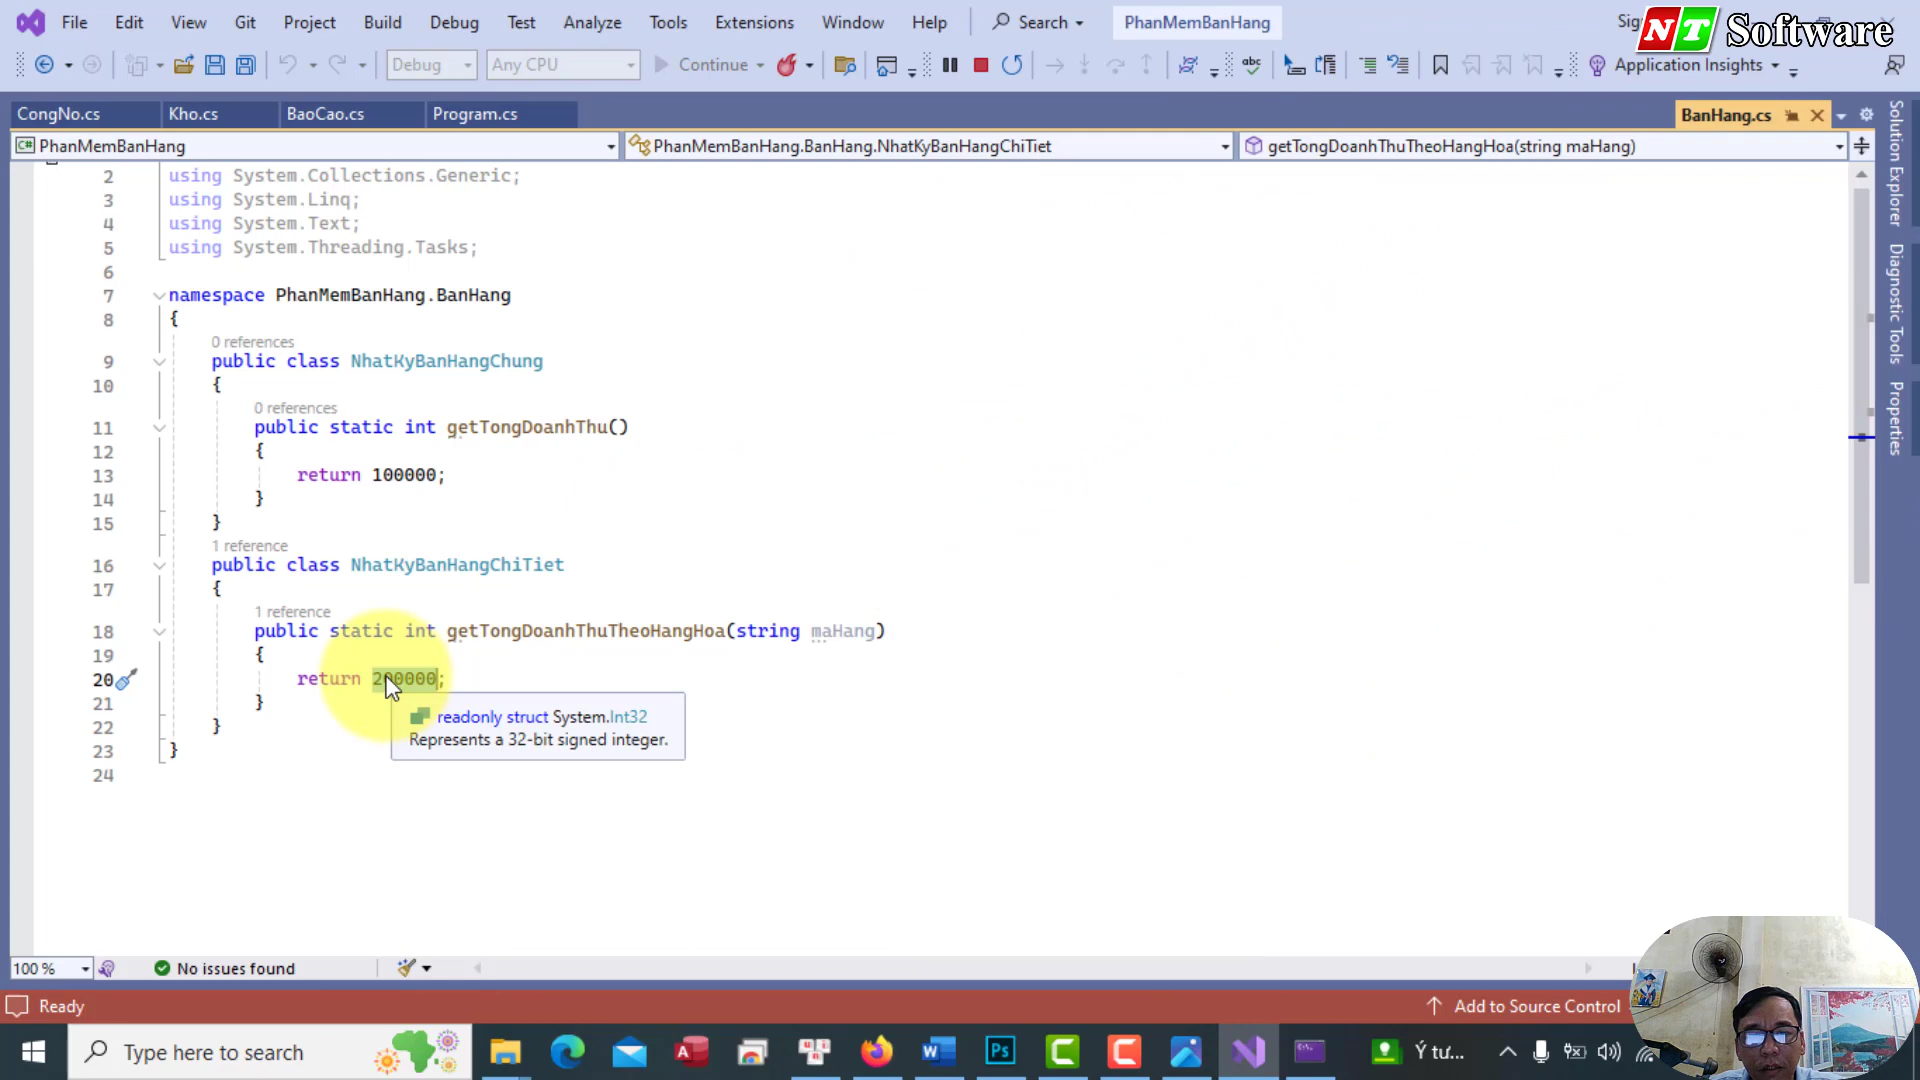 File Edit View Git Project Build Debug Test Analyze Tools Extensions Window Help Search PhanMemBanHang
NT Software
Debug Any CPU Continue Application Insights
CongNo.cs Kho.cs BaoCao.cs Program.cs BanHang.cs
PhanMemBanHang PhanMemBanHang.BanHang.NhatKyBanHangChiTiet getTongDoanhThuTheoHangHoa(string maHang)
2 using System.Collections.Generic;
3 using System.Linq;
4 using System.Text;
5 using System.Threading.Tasks;
6
7 namespace PhanMemBanHang.BanHang
8 {
0 references
9 public class NhatKyBanHangChung
10 {
0 references
11 public static int getTongDoanhThu()
12 {
13 return 100000;
14 }
15 }
1 reference
16 public class NhatKyBanHangChiTiet
17 {
1 reference
18 public static int getTongDoanhThuTheoHangHoa(string maHang)
19 {
20 return 200000;
21 }
22 }
23 }
24
readonly struct System.Int32
Represents a 32-bit signed integer.
Solution Explorer
Diagnostic Tools
Properties
100 % No issues found
Ready Add to Source Control
Type here to search Ý tư...